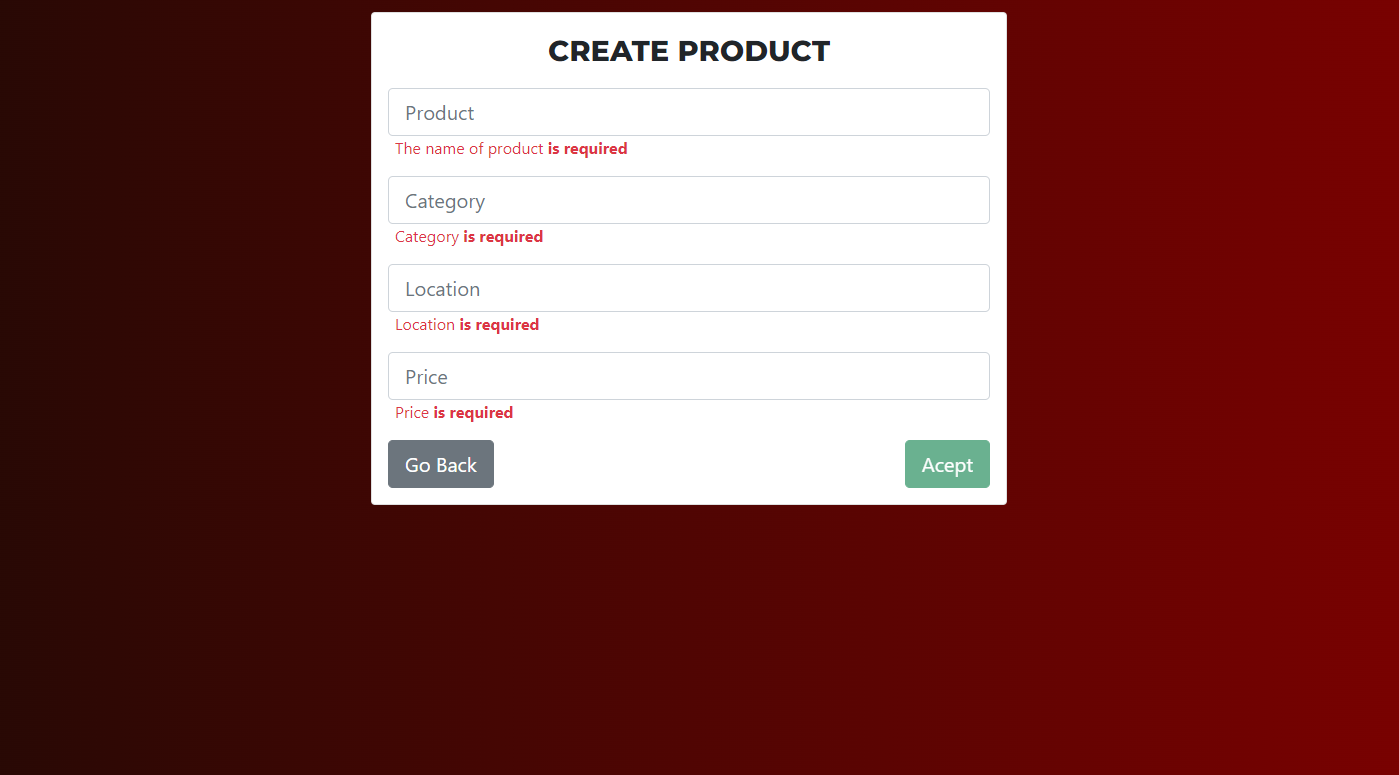 CREATE PRODUCT
Product
The name of product is required
Category
Category is required
Location
Location is required
Price
Price is required
Go Back
Acept